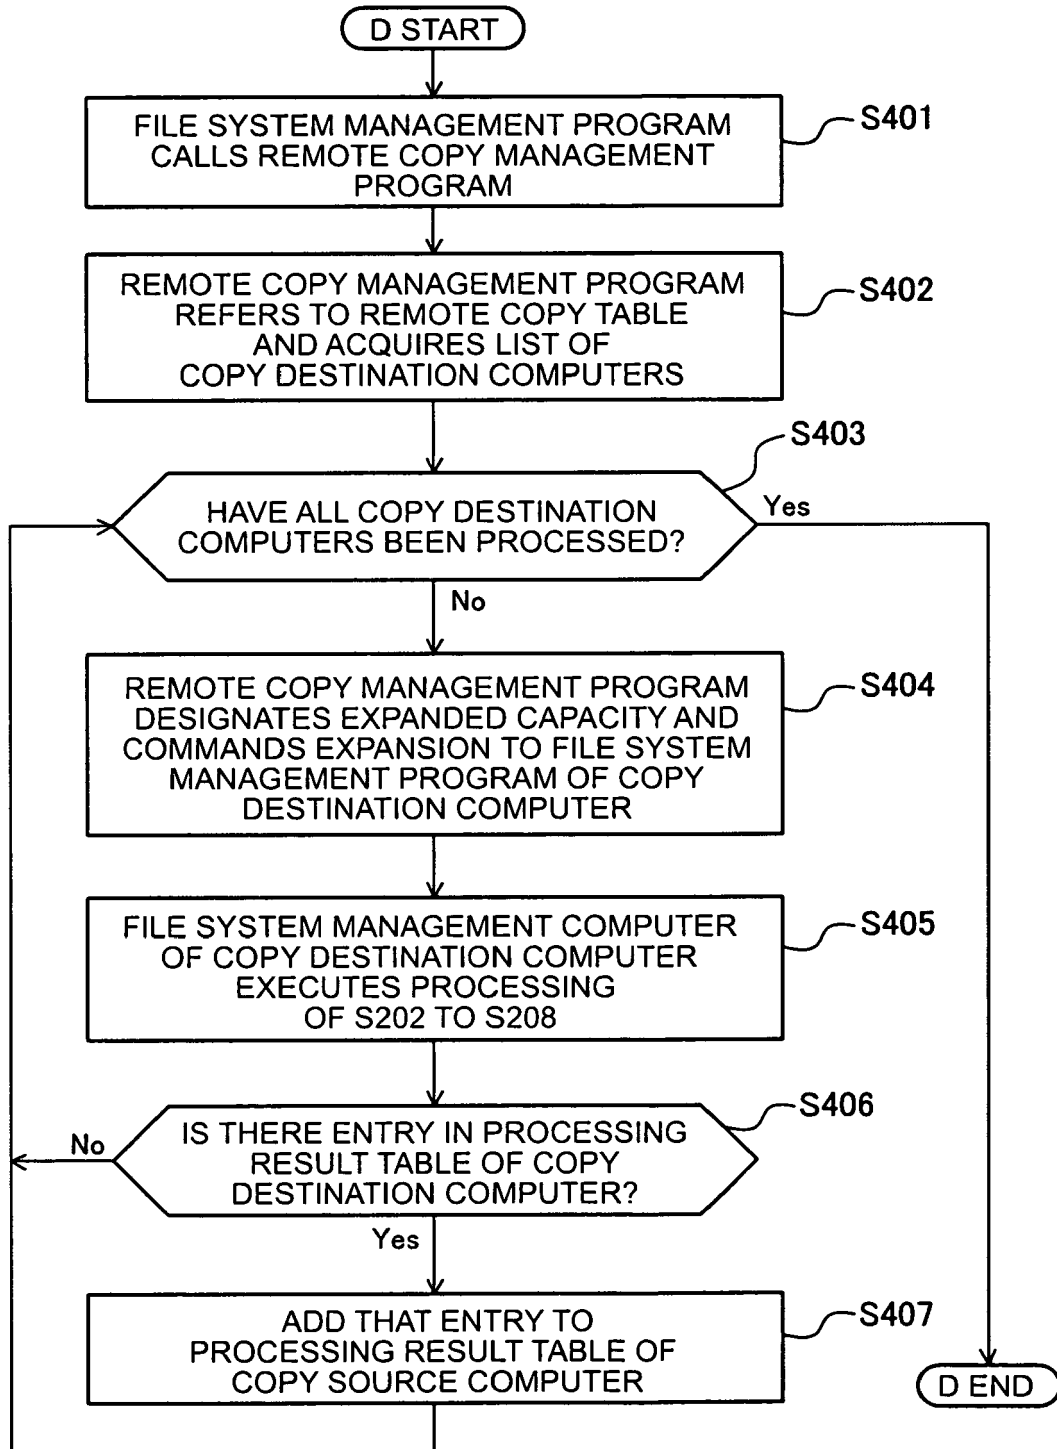 D START
FILE SYSTEM MANAGEMENT PROGRAM
CALLS REMOTE COPY MANAGEMENT
PROGRAM
S401
REMOTE COPY MANAGEMENT PROGRAM
REFERS TO REMOTE COPY TABLE
AND ACQUIRES LIST OF
COPY DESTINATION COMPUTERS
S402
HAVE ALL COPY DESTINATION
COMPUTERS BEEN PROCESSED?
S403
Yes
No
REMOTE COPY MANAGEMENT PROGRAM
DESIGNATES EXPANDED CAPACITY AND
COMMANDS EXPANSION TO FILE SYSTEM
MANAGEMENT PROGRAM OF COPY
DESTINATION COMPUTER
S404
FILE SYSTEM MANAGEMENT COMPUTER
OF COPY DESTINATION COMPUTER
EXECUTES PROCESSING
OF S202 TO S208
S405
IS THERE ENTRY IN PROCESSING
RESULT TABLE OF COPY
DESTINATION COMPUTER?
S406
No
Yes
ADD THAT ENTRY TO
PROCESSING RESULT TABLE OF
COPY SOURCE COMPUTER
S407
D END